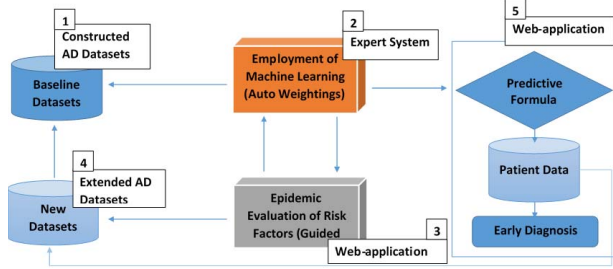 1
Constructed
AD Datasets
Baseline
Datasets
2
Expert System
Employment of
Machine Learning
(Auto Weightings)
5
Web-application
Predictive
Formula
Patient Data
Early Diagnosis
4
Extended AD
Datasets
New
Datasets
Epidemic
Evaluation of Risk
Factors (Guided
3
Web-application